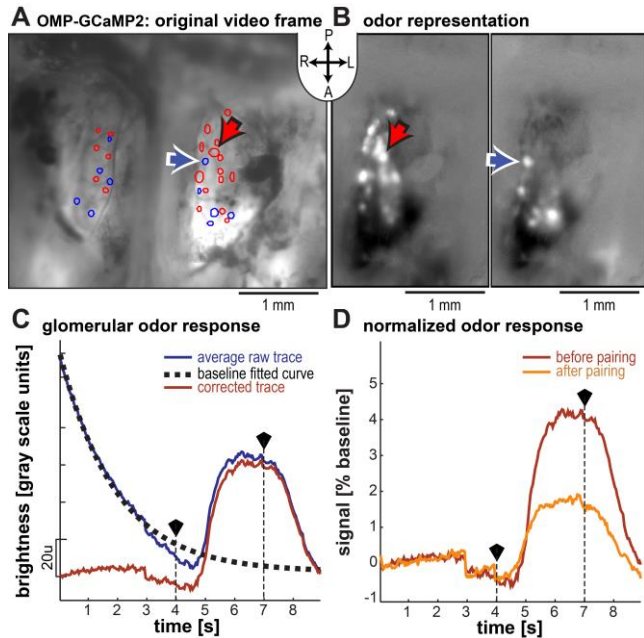 A OMP-GCaMP2: original video frame
B odor representation
P
R L
A
1 mm
1 mm
1 mm
C glomerular odor response
average raw trace
baseline fitted curve
corrected trace
brightness [gray scale units]
20u
1 2 3 4 5 6 7 8
time [s]
D normalized odor response
before pairing
after pairing
signal [% baseline]
5
4
3
2
1
0
-1
1 2 3 4 5 6 7 8
time [s]